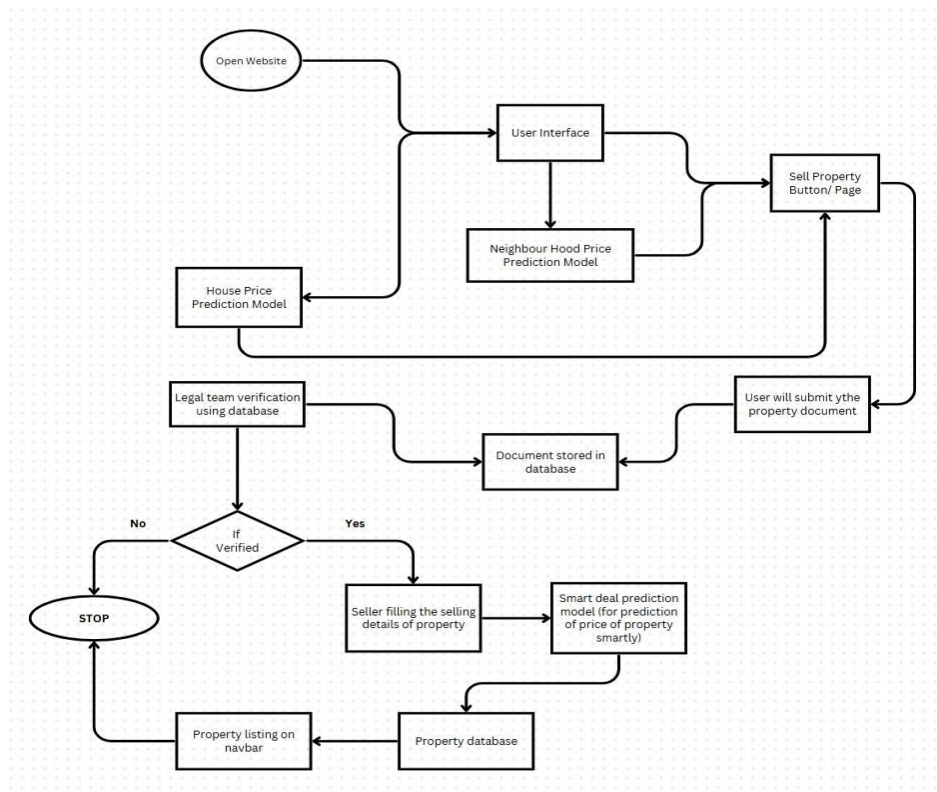 Open Website
User Interface
Sell Property
Button/ Page
Neighbour Hood Price
Prediction Model
House Price
Prediction Model
Legal team verification
using database
User will submit ythe
property document
Document stored in
database
No
Yes
If
Verified
Seller filling the selling
details of property
Smart deal prediction
model (for prediction
of price of property
smartly)
STOP
Property listing on
navbar
Property database